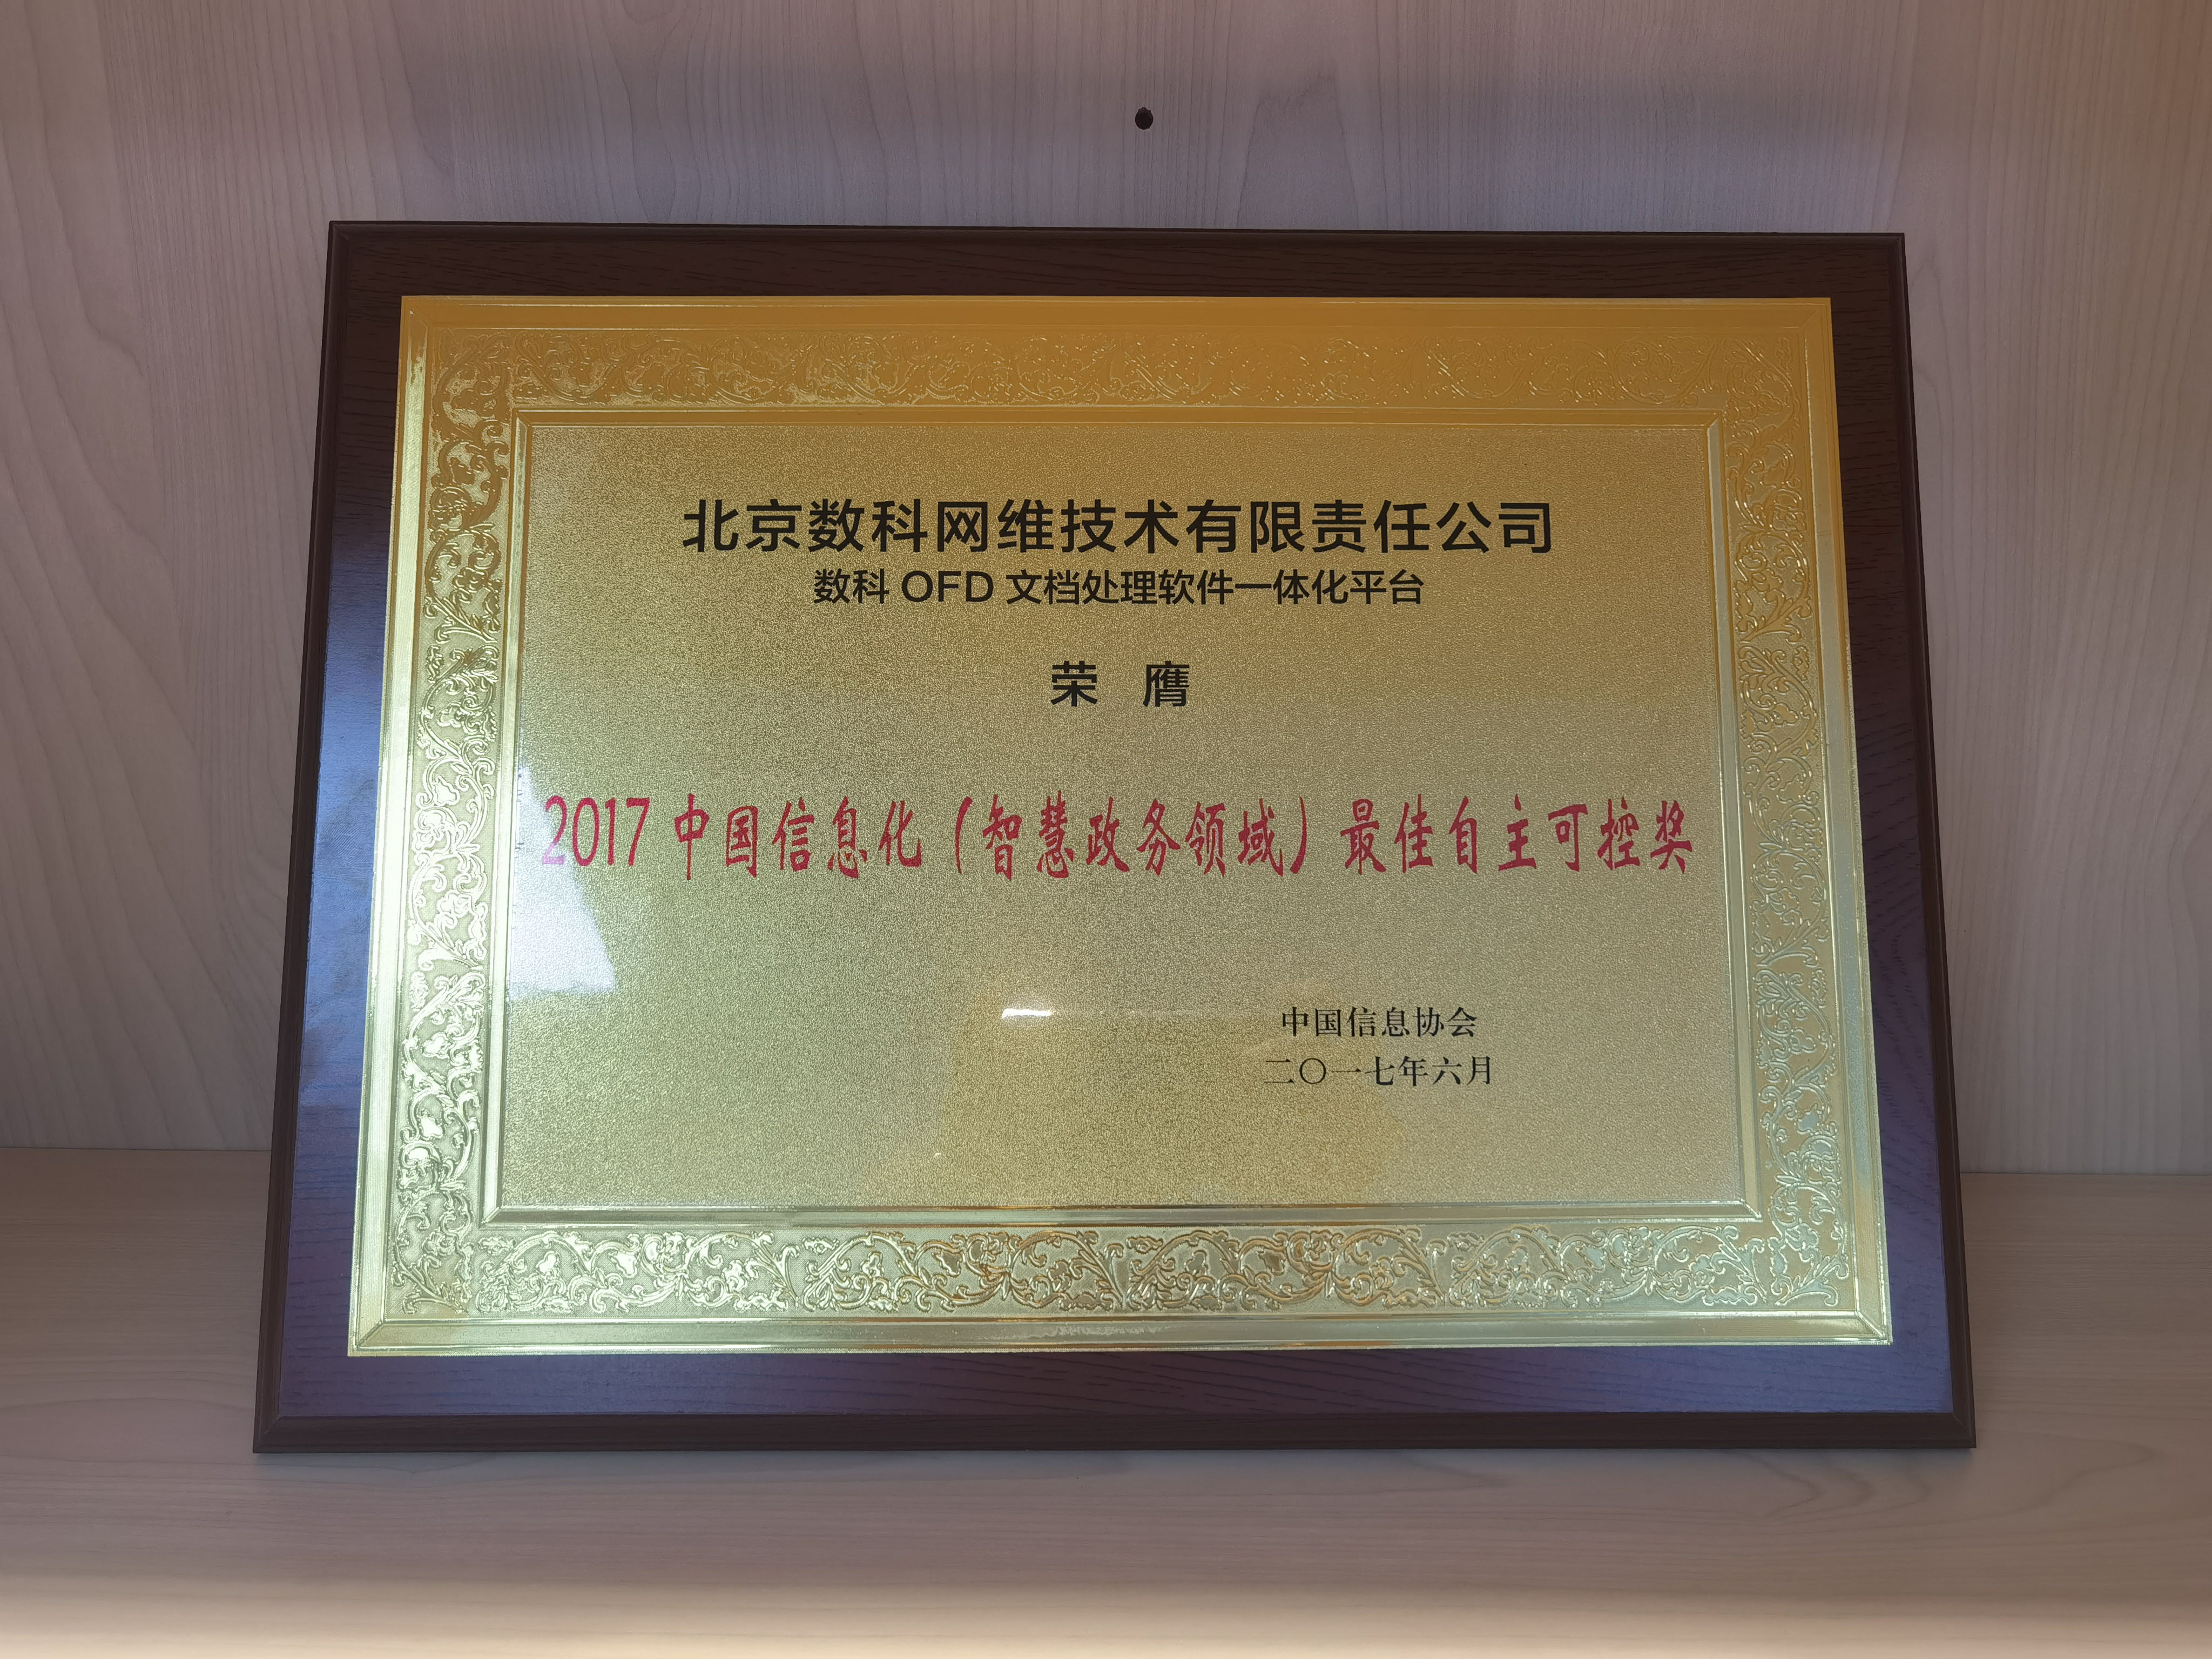 北京数科网维技术有限责任公司
数科 OFD 文档处理软件一体化平台
荣 膺
2017 中国信息化（智慧政务领域）最佳自主可控奖
中国信息协会
二〇一七年六月